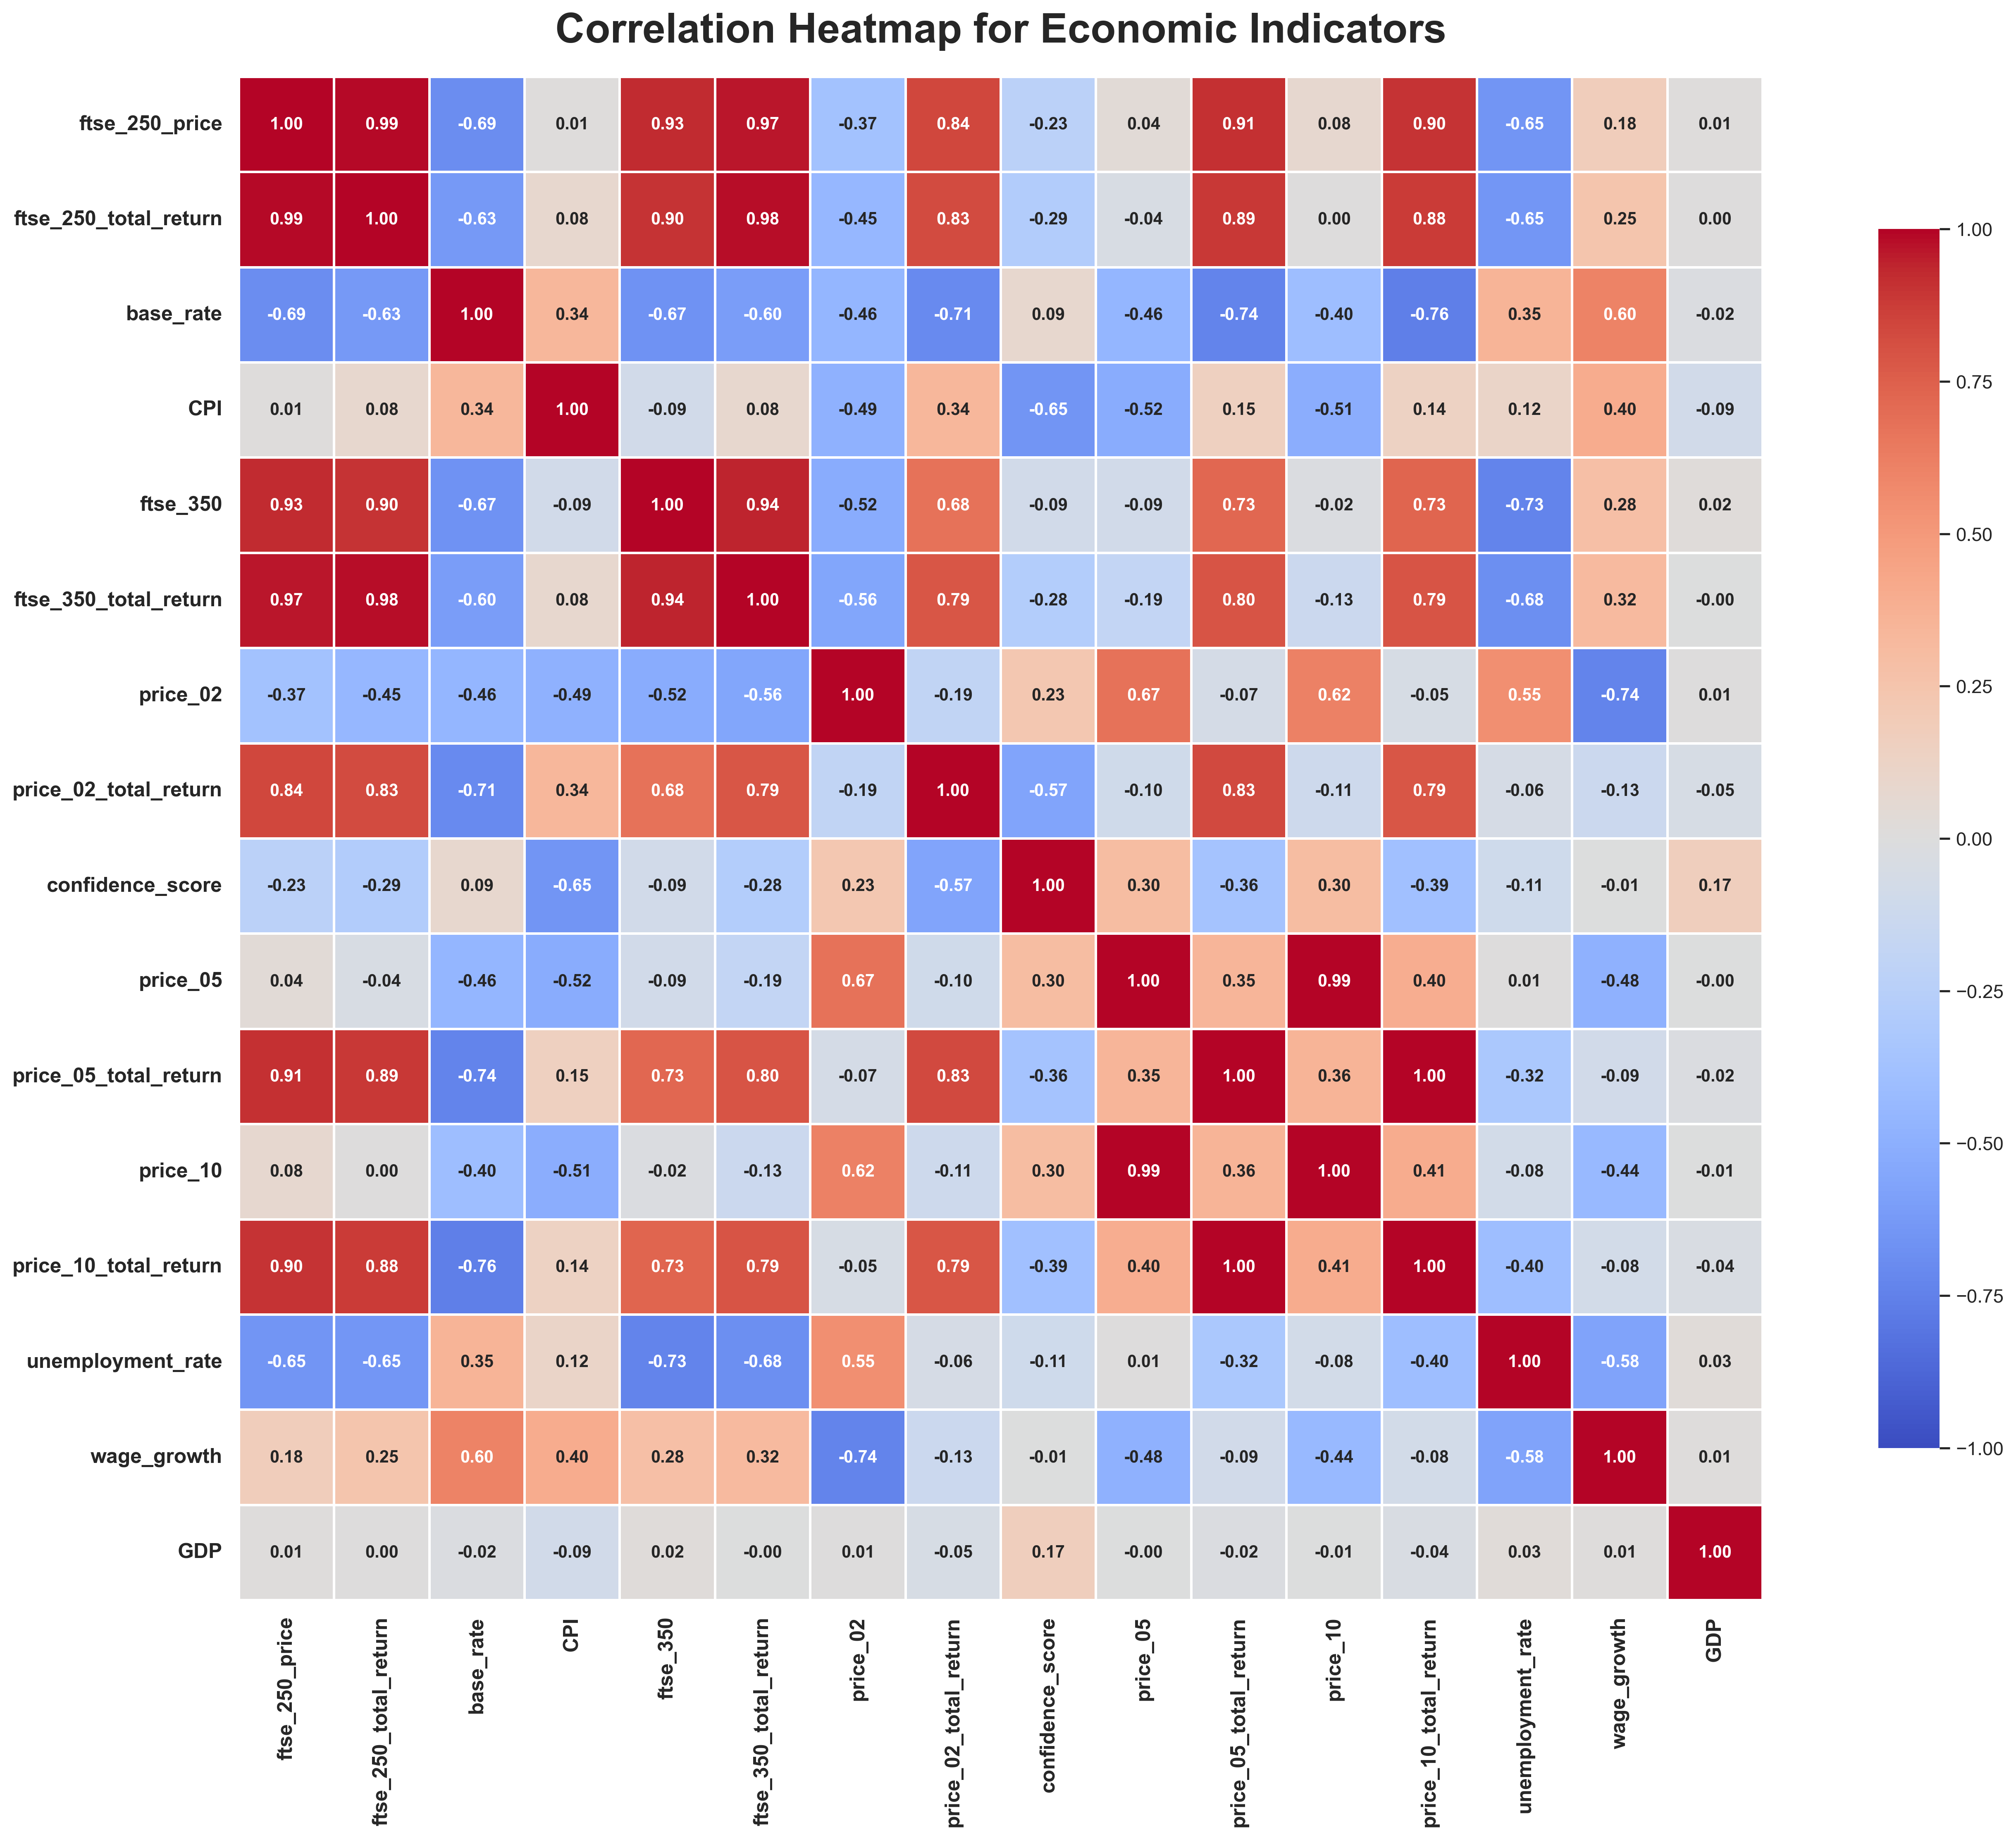 Correlation Heatmap for Economic Indicators
ftse_250_price 1.00 0.99 -0.69 0.01 0.93 0.97 -0.37 0.84 -0.23 0.04 0.91 0.08 0.90 -0.65 0.18 0.01
ftse_250_total_return 0.99 1.00 -0.63 0.08 0.90 0.98 -0.45 0.83 -0.29 -0.04 0.89 0.00 0.88 -0.65 0.25 0.00
base_rate -0.69 -0.63 1.00 0.34 -0.67 -0.60 -0.46 -0.71 0.09 -0.46 -0.74 -0.40 -0.76 0.35 0.60 -0.02
CPI 0.01 0.08 0.34 1.00 -0.09 0.08 -0.49 0.34 -0.65 -0.52 0.15 -0.51 0.14 0.12 0.40 -0.09
ftse_350 0.93 0.90 -0.67 -0.09 1.00 0.94 -0.52 0.68 -0.09 -0.09 0.73 -0.02 0.73 -0.73 0.28 0.02
ftse_350_total_return 0.97 0.98 -0.60 0.08 0.94 1.00 -0.56 0.79 -0.28 -0.19 0.80 -0.13 0.79 -0.68 0.32 -0.00
price_02 -0.37 -0.45 -0.46 -0.49 -0.52 -0.56 1.00 -0.19 0.23 0.67 -0.07 0.62 -0.05 0.55 -0.74 0.01
price_02_total_return 0.84 0.83 -0.71 0.34 0.68 0.79 -0.19 1.00 -0.57 -0.10 0.83 -0.11 0.79 -0.06 -0.13 -0.05
confidence_score -0.23 -0.29 0.09 -0.65 -0.09 -0.28 0.23 -0.57 1.00 0.30 -0.36 0.30 -0.39 -0.11 -0.01 0.17
price_05 0.04 -0.04 -0.46 -0.52 -0.09 -0.19 0.67 -0.10 0.30 1.00 0.35 0.99 0.40 0.01 -0.48 -0.00
price_05_total_return 0.91 0.89 -0.74 0.15 0.73 0.80 -0.07 0.83 -0.36 0.35 1.00 0.36 1.00 -0.32 -0.09 -0.02
price_10 0.08 0.00 -0.40 -0.51 -0.02 -0.13 0.62 -0.11 0.30 0.99 0.36 1.00 0.41 -0.08 -0.44 -0.01
price_10_total_return 0.90 0.88 -0.76 0.14 0.73 0.79 -0.05 0.79 -0.39 0.40 1.00 0.41 1.00 -0.40 -0.08 -0.04
unemployment_rate -0.65 -0.65 0.35 0.12 -0.73 -0.68 0.55 -0.06 -0.11 0.01 -0.32 -0.08 -0.40 1.00 -0.58 0.03
wage_growth 0.18 0.25 0.60 0.40 0.28 0.32 -0.74 -0.13 -0.01 -0.48 -0.09 -0.44 -0.08 -0.58 1.00 0.01
GDP 0.01 0.00 -0.02 -0.09 0.02 -0.00 0.01 -0.05 0.17 -0.00 -0.02 -0.01 -0.04 0.03 0.01 1.00
ftse_250_price
ftse_250_total_return
base_rate
CPI
ftse_350
ftse_350_total_return
price_02
price_02_total_return
confidence_score
price_05
price_05_total_return
price_10
price_10_total_return
unemployment_rate
wage_growth
GDP
1.00
0.75
0.50
0.25
0.00
−0.25
−0.50
−0.75
−1.00